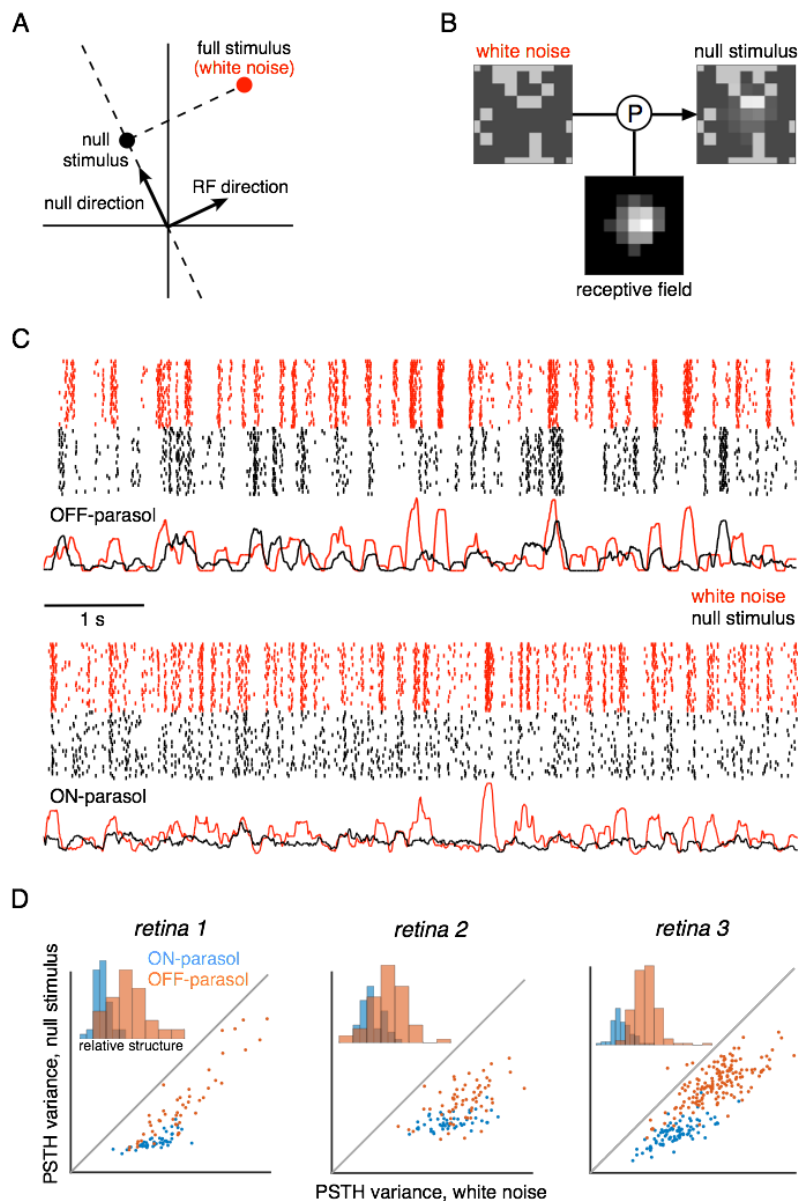 A
full stimulus
(white noise)
null
stimulus
null direction
RF direction
B
white noise
null stimulus
P
receptive field
C
OFF-parasol
1 s
white noise
null stimulus
ON-parasol
D
retina 1
retina 2
retina 3
ON-parasol
OFF-parasol
relative structure
PSTH variance, null stimulus
PSTH variance, white noise